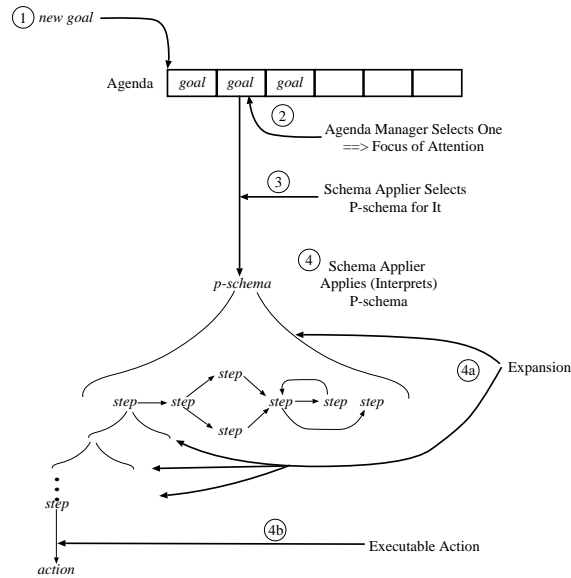 1 new goal
Agenda goal goal goal
2
Agenda Manager Selects One
==> Focus of Attention
3
Schema Applier Selects
P-schema for It
4
Schema Applier
Applies (Interprets)
P-schema
p-schema
4a
Expansion
step
step step step step step
step
step
4b
Executable Action
action